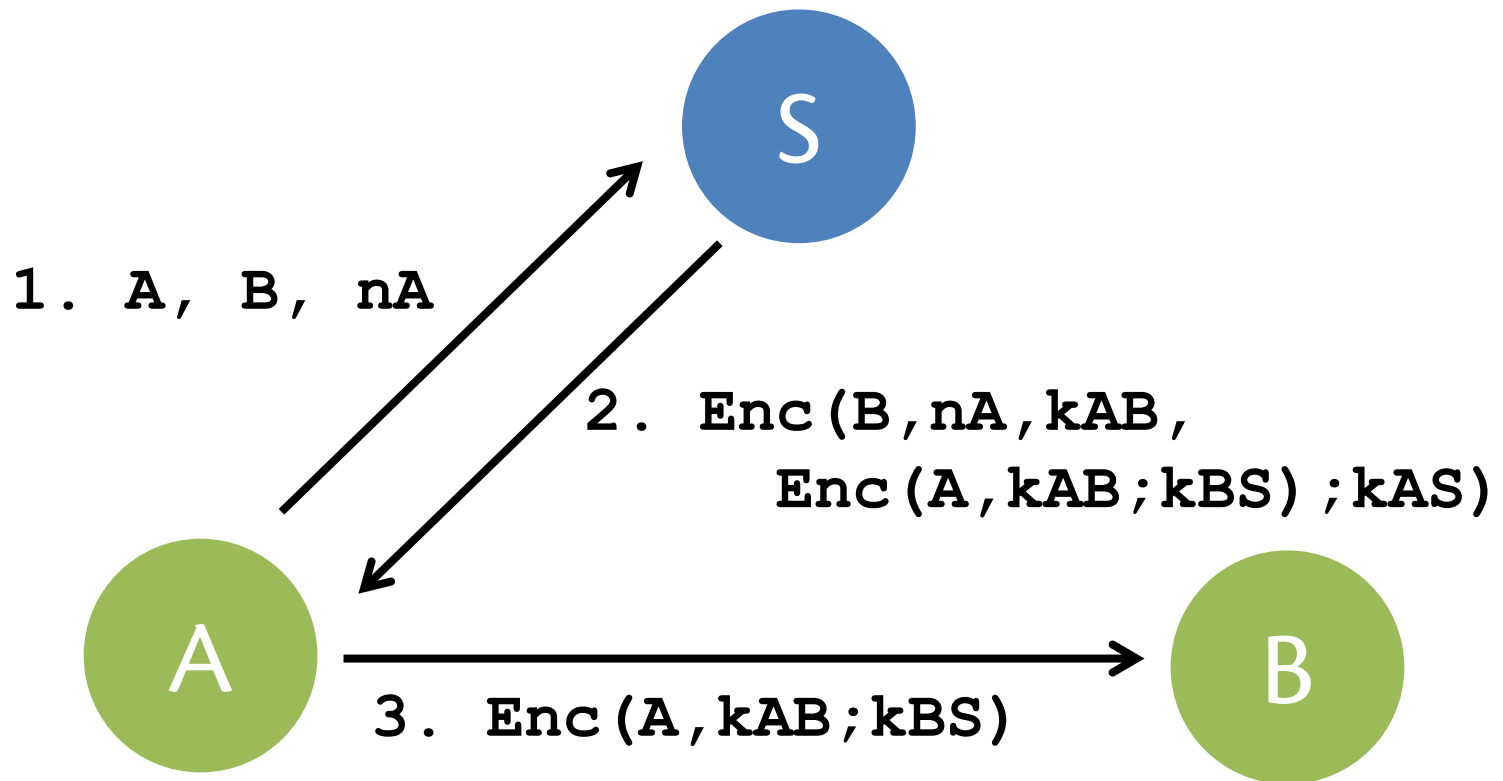 S
1. A, B, nA
2. Enc(B,nA,kAB,
Enc(A,kAB;kBS);kAS)
A
B
3. Enc(A,kAB;kBS)